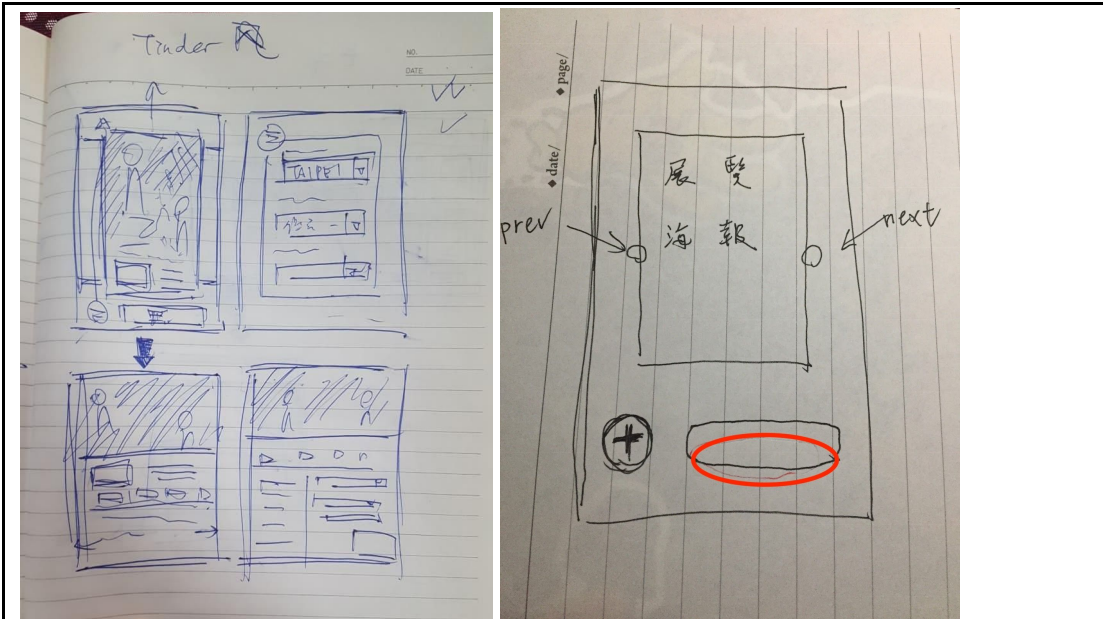 Tinder 風
NO.
DATE
TAIPEI
◆ page/
◆ date/
展覽
海報
prev
next